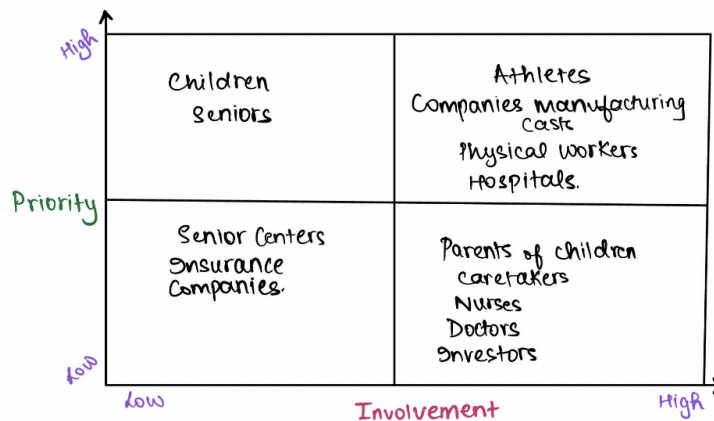 High
Children
Seniors
Athletes
Companies manufacturing
casts
Physical workers
Hospitals.
Priority
Senior Centers
Insurance
Companies.
Parents of children
Caretakers
Nurses
Doctors
Investors
Low
Low
Involvement
High